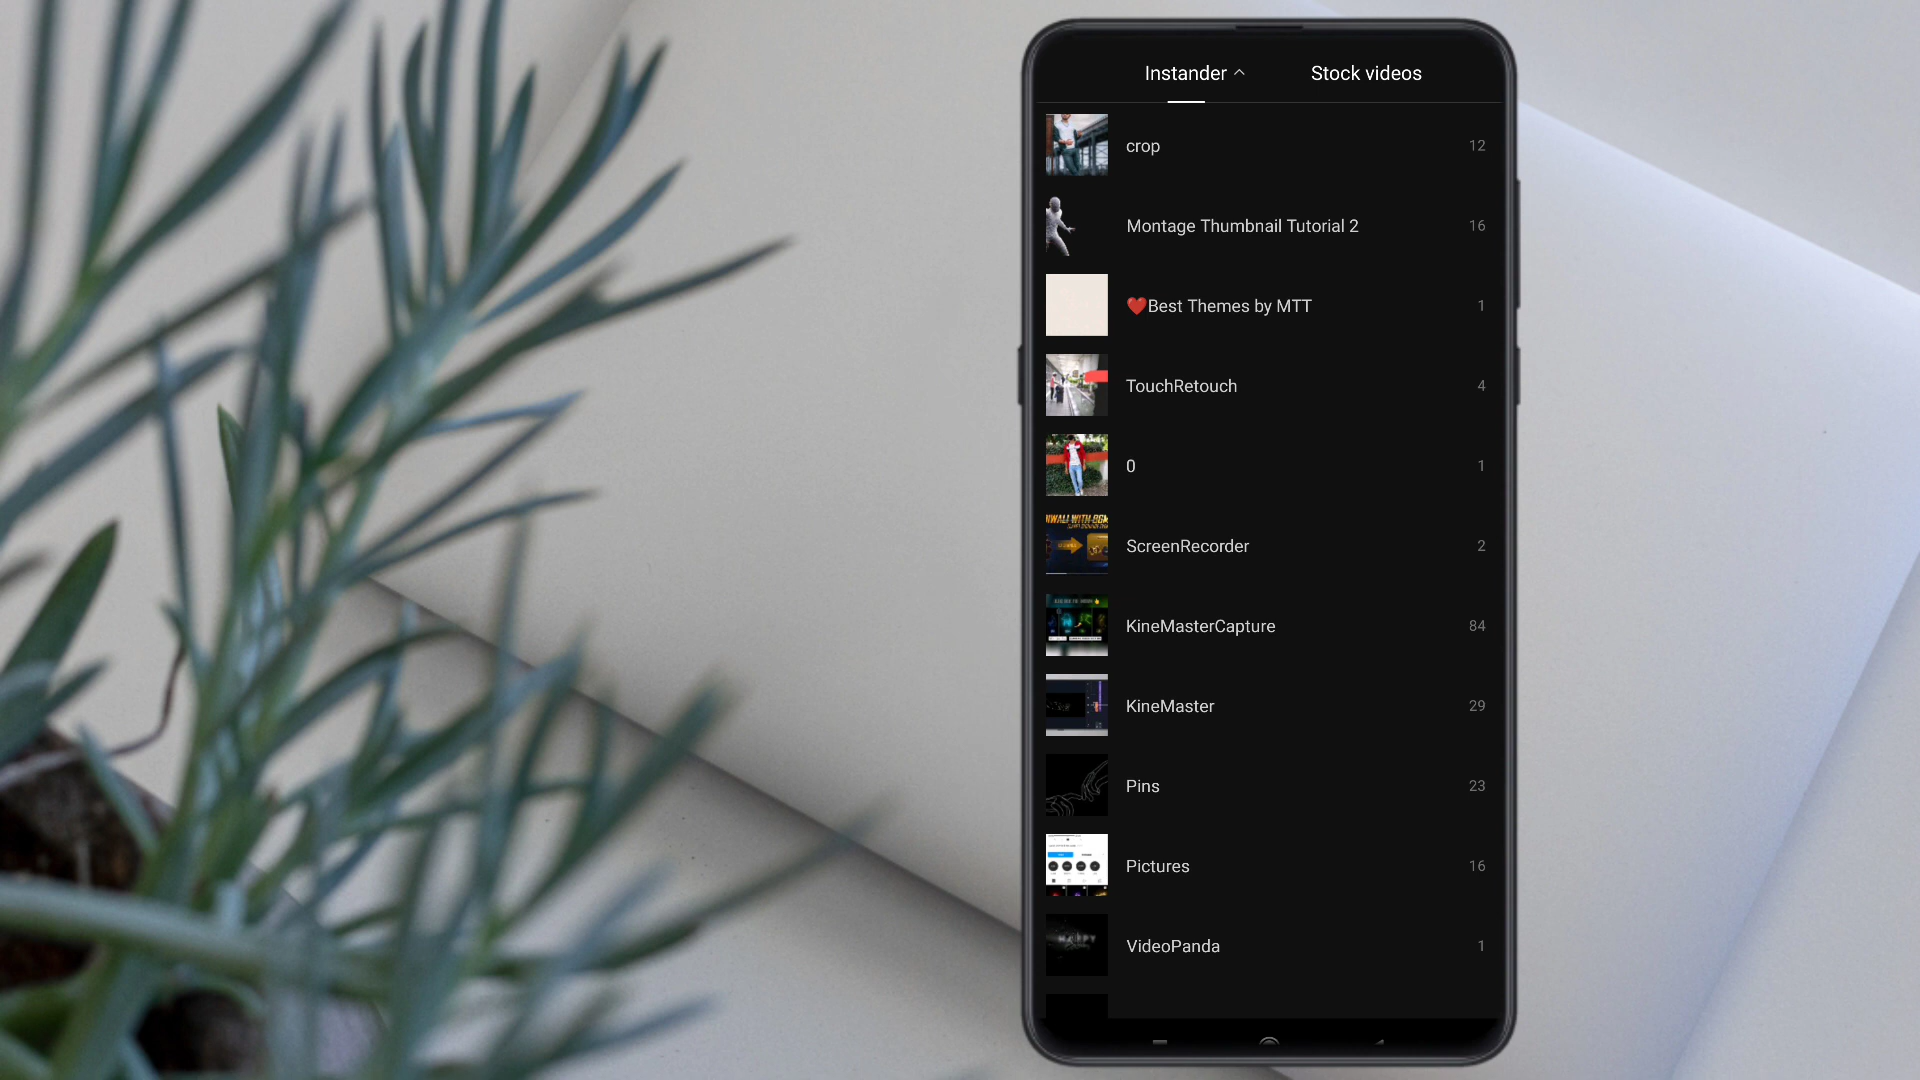 Instander
Stock videos
crop 12
Montage Thumbnail Tutorial 2 16
❤️Best Themes by MTT 1
TouchRetouch 4
0 1
ScreenRecorder 2
KineMasterCapture 84
KineMaster 29
Pins 23
Pictures 16
VideoPanda 1